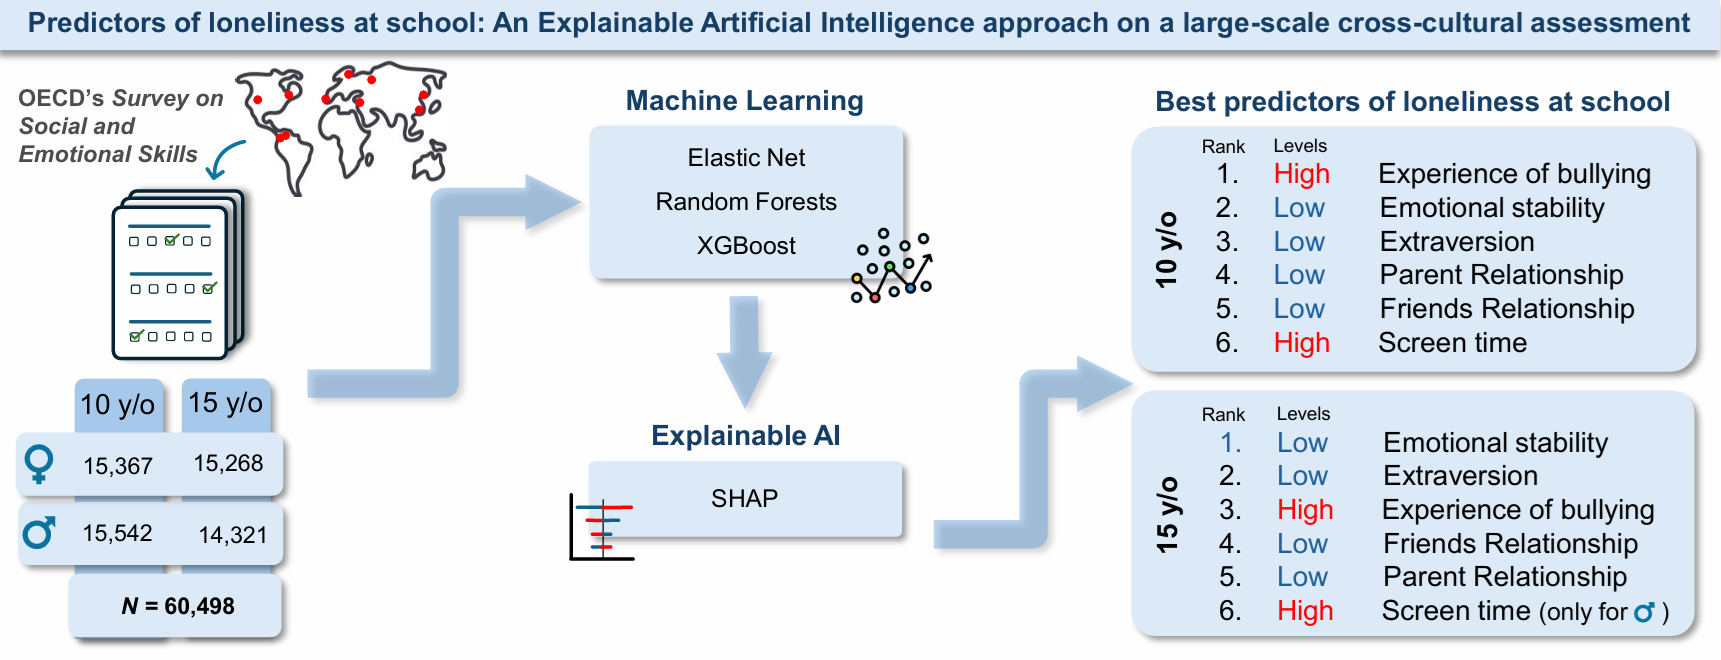 Predictors of loneliness at school: An Explainable Artificial Intelligence approach on a large-scale cross-cultural assessment
OECD's Survey on
Social and
Emotional Skills
10 y/o 15 y/o
15,367 15,268
15,542 14,321
N = 60,498
Machine Learning
Elastic Net
Random Forests
XGBoost
Explainable AI
SHAP
Best predictors of loneliness at school
10 y/o
Rank Levels
1. High Experience of bullying
2. Low Emotional stability
3. Low Extraversion
4. Low Parent Relationship
5. Low Friends Relationship
6. High Screen time
15 y/o
Rank Levels
1. Low Emotional stability
2. Low Extraversion
3. High Experience of bullying
4. Low Friends Relationship
5. Low Parent Relationship
6. High Screen time (only for ♂ )